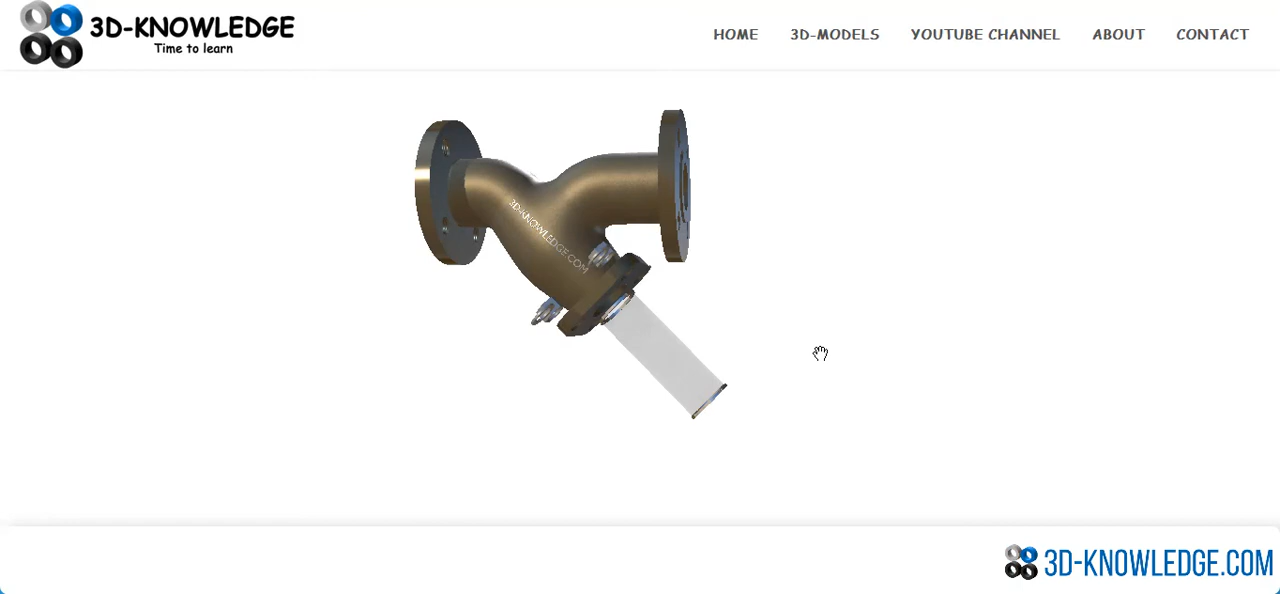 3D-KNOWLEDGE
Time to learn
HOME 3D-MODELS YOUTUBE CHANNEL ABOUT CONTACT
3D-KNOWLEDGE.COM
3D-KNOWLEDGE.COM